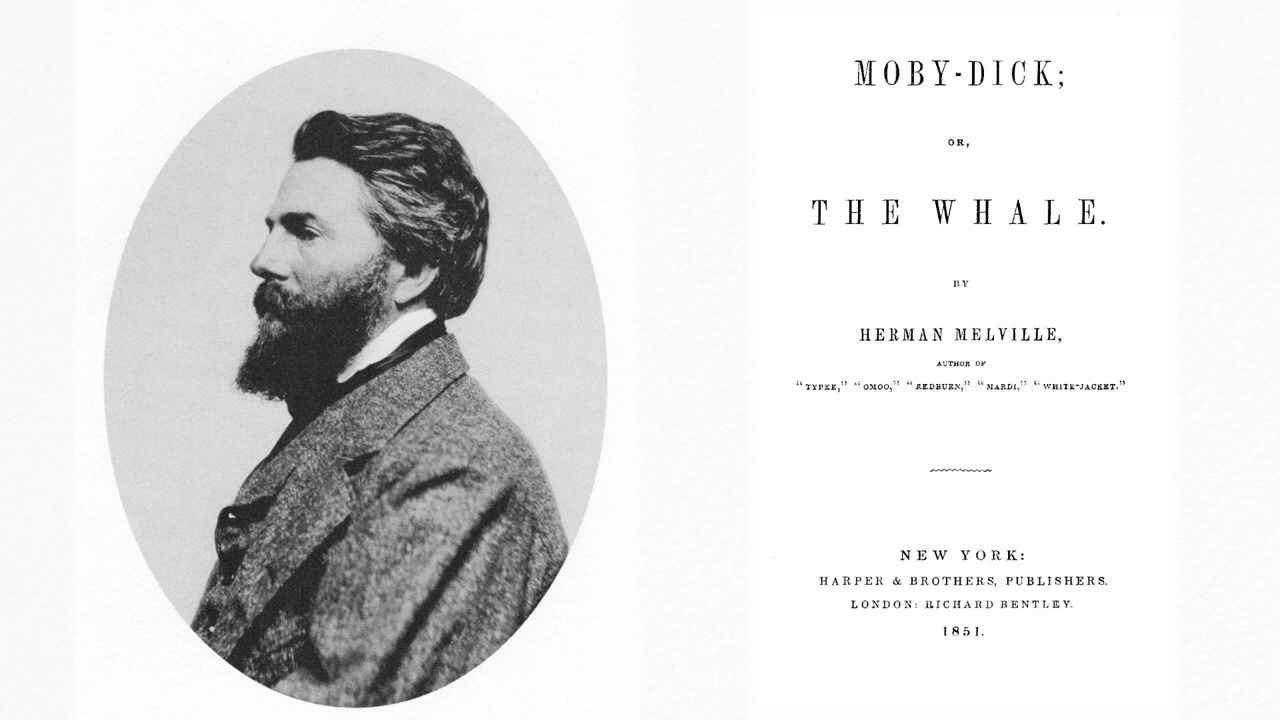 MOBY-DICK;
OR,
THE WHALE.
BY
HERMAN MELVILLE,
AUTHOR OF
"TYPEE," "OMOO," "REDBURN," "MARDI," "WHITE-JACKET."
NEW YORK:
HARPER & BROTHERS, PUBLISHERS.
LONDON: RICHARD BENTLEY.
1851.